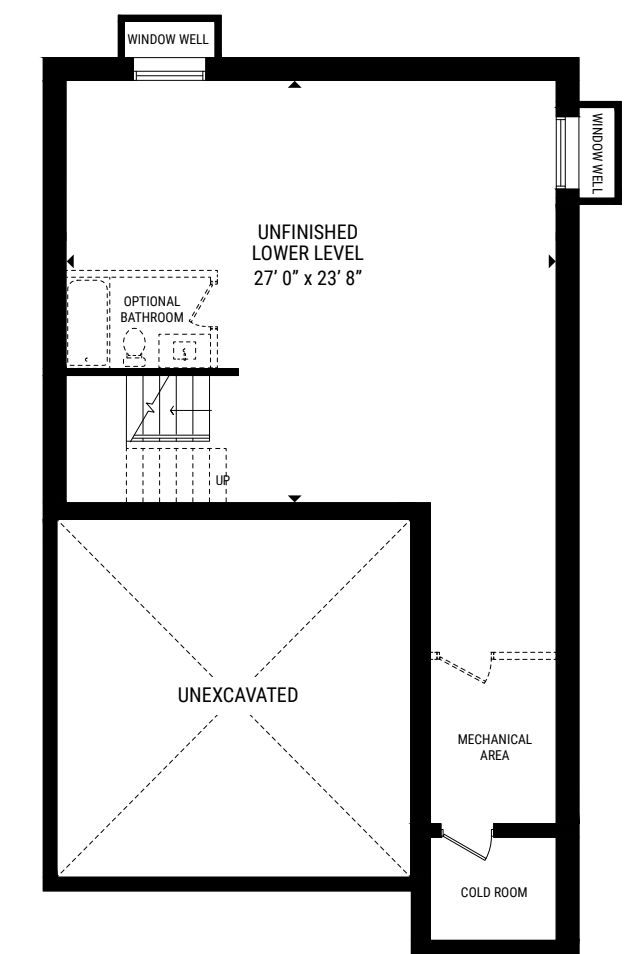 WINDOW WELL
WINDOW WELL
UNFINISHED
LOWER LEVEL
27’ 0” x 23’ 8”
OPTIONAL
BATHROOM
UP
UNEXCAVATED
MECHANICAL
AREA
COLD ROOM